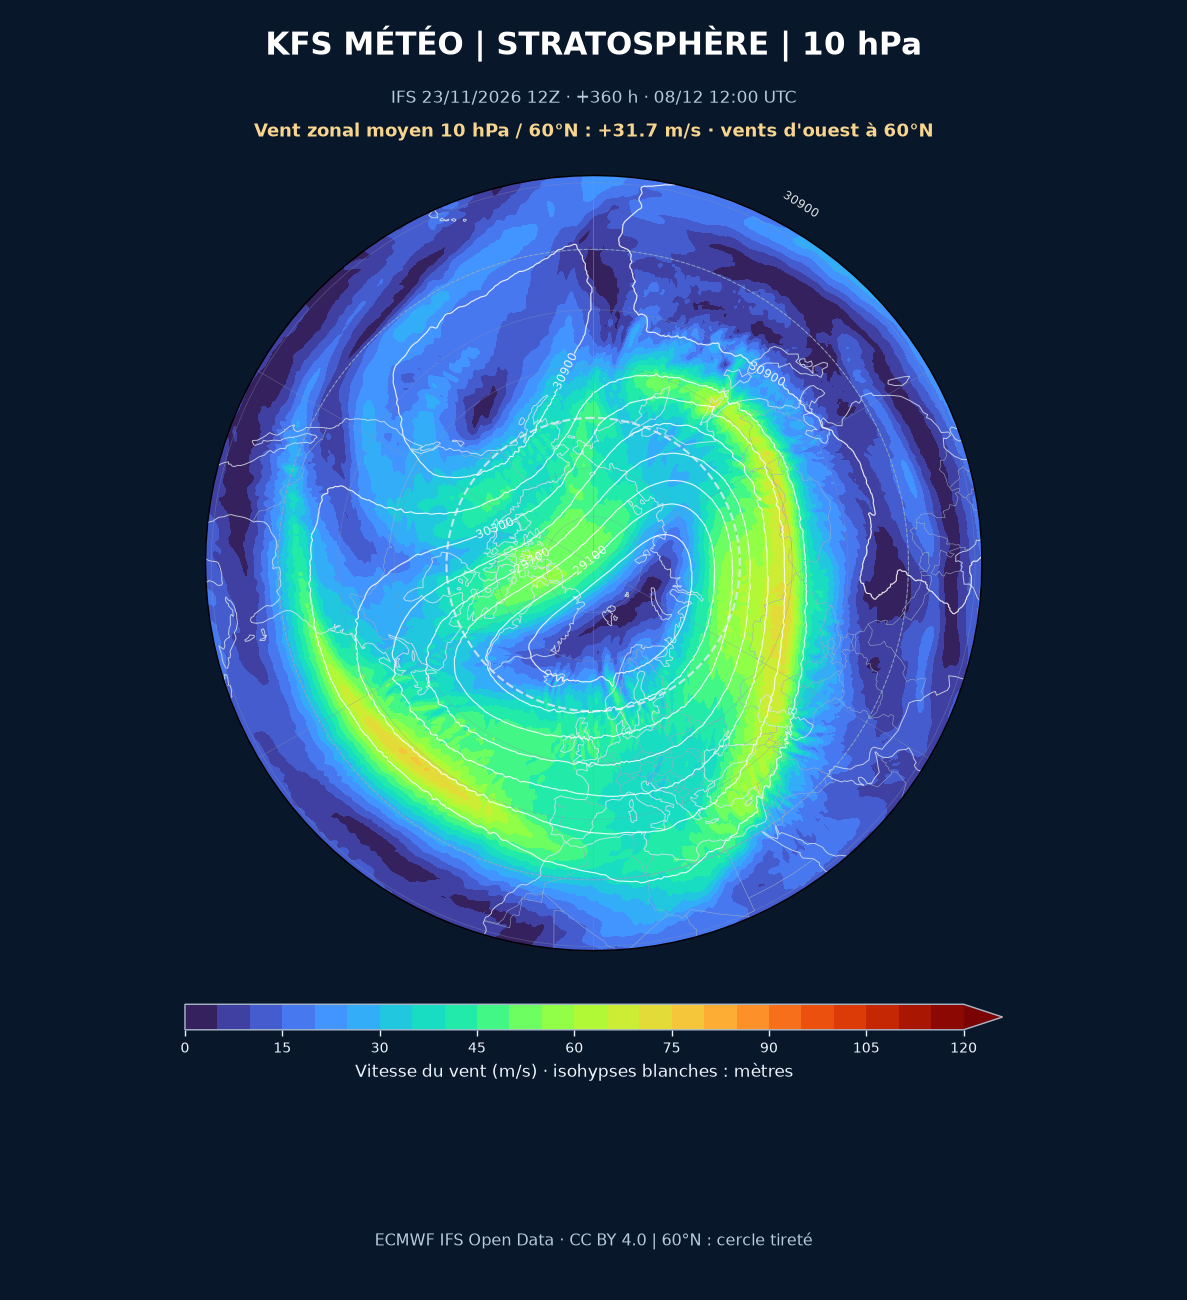 KFS MÉTÉO | STRATOSPHÈRE | 10 hPa
IFS 23/11/2026 12Z · +360 h · 08/12 12:00 UTC
Vent zonal moyen 10 hPa / 60°N : +31.7 m/s · vents d'ouest à 60°N
30900
30900
30900
30300
29100
0 15 30 45 60 75 90 105 120
Vitesse du vent (m/s) · isohypses blanches : mètres
ECMWF IFS Open Data · CC BY 4.0 | 60°N : cercle tireté